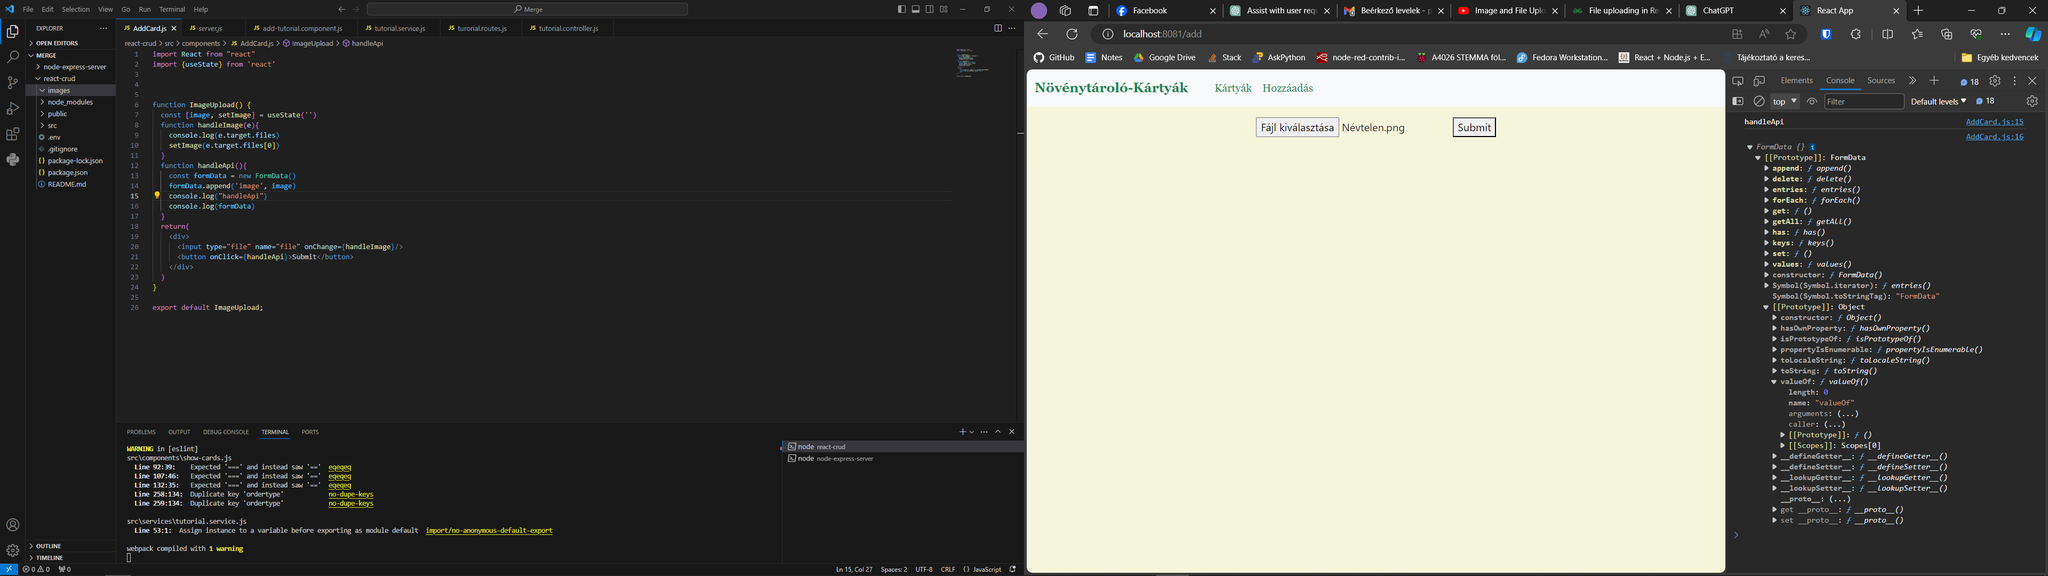 File Edit Selection View Go Run Terminal Help
Merge
EXPLORER
OPEN EDITORS
MERGE
node-express-server
react-crud
images
node_modules
public
src
.env
.gitignore
package-lock.json
package.json
README.md
OUTLINE
TIMELINE
AddCard.js
server.js
add-tutorial.component.js
tutorial.service.js
turorial.routes.js
tutorial.controller.js
react-crud > src > components > AddCard.js > ImageUpload > handleApi
1 import React from "react"
2 import {useState} from 'react'
3
4
5
6 function ImageUpload() {
7 const [image, setImage] = useState('')
8 function handleImage(e){
9 console.log(e.target.files)
10 setImage(e.target.files[0])
11 }
12 function handleApi(){
13 const formData = new FormData()
14 formData.append('image', image)
15 console.log("handleApi")
16 console.log(formData)
17 }
18 return(
19 <div>
20 <input type="file" name="file" onChange={handleImage}/>
21 <button onClick={handleApi}>Submit</button>
22 </div>
23 )
24 }
25
26 export default ImageUpload;
PROBLEMS OUTPUT DEBUG CONSOLE TERMINAL PORTS
WARNING in [eslint]
src\components\show-cards.js
Line 92:39: Expected '===' and instead saw '==' eqeqeq
Line 107:46: Expected '===' and instead saw '==' eqeqeq
Line 132:35: Expected '===' and instead saw '==' eqeqeq
Line 258:134: Duplicate key 'ordertype' no-dupe-keys
Line 259:134: Duplicate key 'ordertype' no-dupe-keys
src\services\tutorial.service.js
Line 53:1: Assign instance to a variable before exporting as module default import/no-anonymous-default-export
webpack compiled with 1 warning
node react-crud
node node-express-server
0 0 0
Ln 15, Col 27 Spaces: 2 UTF-8 CRLF {} JavaScript
Facebook
Assist with user req
Beérkező levelek - p
Image and File Uplo
File uploading in Re
ChatGPT
React App
localhost:8081/add
GitHub
Notes
Google Drive
Stack
AskPython
node-red-contrib-i...
A4026 STEMMA föl...
Fedora Workstation...
React + Node.js + E...
Tájékoztató a keres...
Egyéb kedvencek
Növénytároló-Kártyák Kártyák Hozzáadás
Fájl kiválasztása Névtelen.png Submit
Elements Console Sources 18
top Filter Default levels 18
handleApi AddCard.js:15
AddCard.js:16
FormData {}
[[Prototype]]: FormData
append: ƒ append()
delete: ƒ delete()
entries: ƒ entries()
forEach: ƒ forEach()
get: ƒ ()
getAll: ƒ getAll()
has: ƒ has()
keys: ƒ keys()
set: ƒ ()
values: ƒ values()
constructor: ƒ FormData()
Symbol(Symbol.iterator): ƒ entries()
Symbol(Symbol.toStringTag): "FormData"
[[Prototype]]: Object
constructor: ƒ Object()
hasOwnProperty: ƒ hasOwnProperty()
isPrototypeOf: ƒ isPrototypeOf()
propertyIsEnumerable: ƒ propertyIsEnumerable()
toLocaleString: ƒ toLocaleString()
toString: ƒ toString()
valueOf: ƒ valueOf()
length: 0
name: "valueOf"
arguments: (...)
caller: (...)
[[Prototype]]: ƒ ()
[[Scopes]]: Scopes[0]
__defineGetter__: ƒ __defineGetter__()
__defineSetter__: ƒ __defineSetter__()
__lookupGetter__: ƒ __lookupGetter__()
__lookupSetter__: ƒ __lookupSetter__()
__proto__: (...)
get __proto__: ƒ __proto__()
set __proto__: ƒ __proto__()